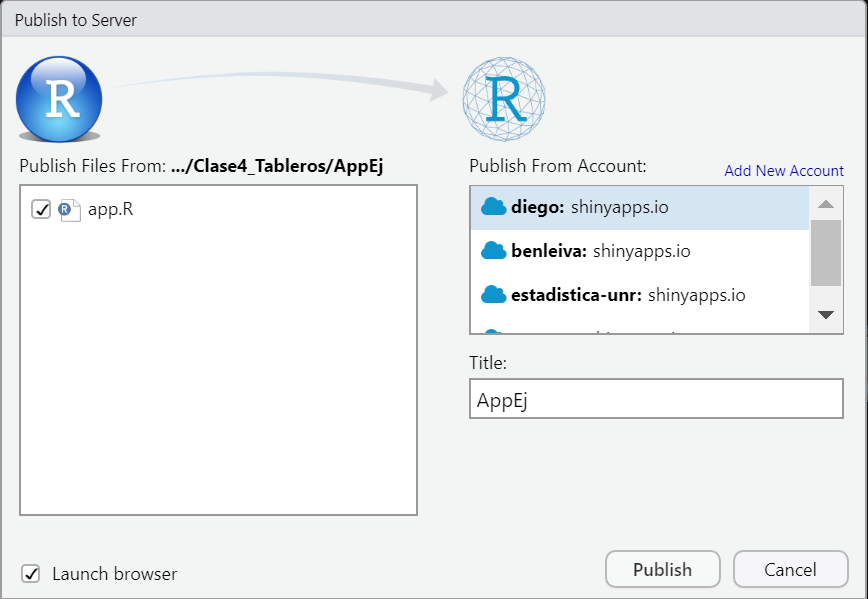 Publish to Server
R
R
Publish Files From: .../Clase4_Tableros/AppEj
R app.R
Publish From Account:
Add New Account
diego: shinyapps.io
benleiva: shinyapps.io
estadistica-unr: shinyapps.io
Title:
AppEj
Launch browser
Publish
Cancel